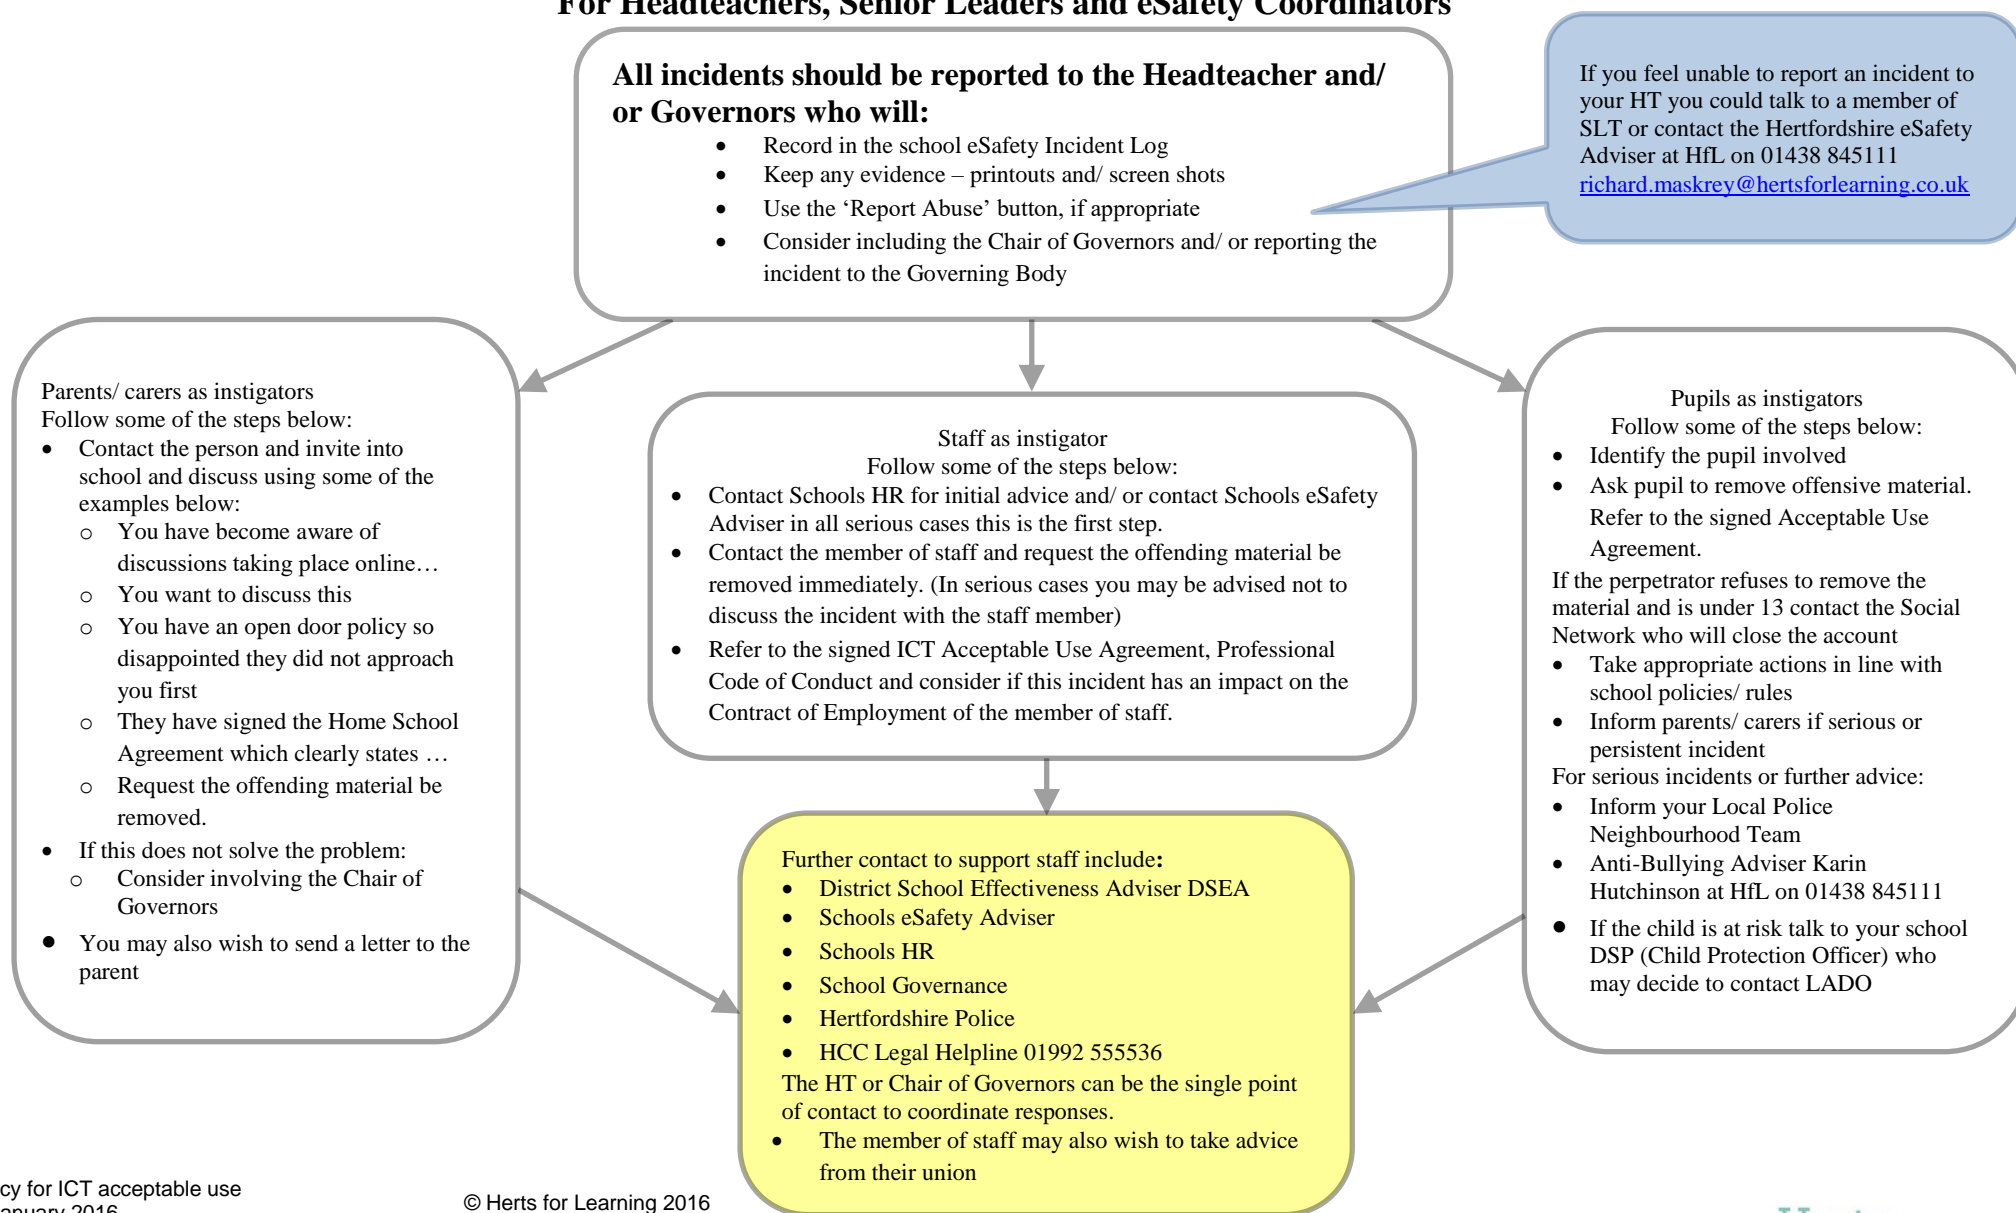 For Headteachers, Senior Leaders and eSafety Coordinators
All incidents should be reported to the Headteacher and/
or Governors who will:
• Record in the school eSafety Incident Log
• Keep any evidence – printouts and/ screen shots
• Use the ‘Report Abuse’ button, if appropriate
• Consider including the Chair of Governors and/ or reporting the
incident to the Governing Body
If you feel unable to report an incident to
your HT you could talk to a member of
SLT or contact the Hertfordshire eSafety
Adviser at HfL on 01438 845111
richard.maskrey@hertsforlearning.co.uk
Parents/ carers as instigators
Follow some of the steps below:
• Contact the person and invite into
school and discuss using some of the
examples below:
o You have become aware of
discussions taking place online…
o You want to discuss this
o You have an open door policy so
disappointed they did not approach
you first
o They have signed the Home School
Agreement which clearly states …
o Request the offending material be
removed.
• If this does not solve the problem:
o Consider involving the Chair of
Governors
• You may also wish to send a letter to the
parent
Staff as instigator
Follow some of the steps below:
• Contact Schools HR for initial advice and/ or contact Schools eSafety
Adviser in all serious cases this is the first step.
• Contact the member of staff and request the offending material be
removed immediately. (In serious cases you may be advised not to
discuss the incident with the staff member)
• Refer to the signed ICT Acceptable Use Agreement, Professional
Code of Conduct and consider if this incident has an impact on the
Contract of Employment of the member of staff.
Pupils as instigators
Follow some of the steps below:
• Identify the pupil involved
• Ask pupil to remove offensive material.
Refer to the signed Acceptable Use
Agreement.
If the perpetrator refuses to remove the
material and is under 13 contact the Social
Network who will close the account
• Take appropriate actions in line with
school policies/ rules
• Inform parents/ carers if serious or
persistent incident
For serious incidents or further advice:
• Inform your Local Police
Neighbourhood Team
• Anti-Bullying Adviser Karin
Hutchinson at HfL on 01438 845111
• If the child is at risk talk to your school
DSP (Child Protection Officer) who
may decide to contact LADO
Further contact to support staff include:
• District School Effectiveness Adviser DSEA
• Schools eSafety Adviser
• Schools HR
• School Governance
• Hertfordshire Police
• HCC Legal Helpline 01992 555536
The HT or Chair of Governors can be the single point
of contact to coordinate responses.
• The member of staff may also wish to take advice
from their union
cy for ICT acceptable use
anuary 2016
© Herts for Learning 2016